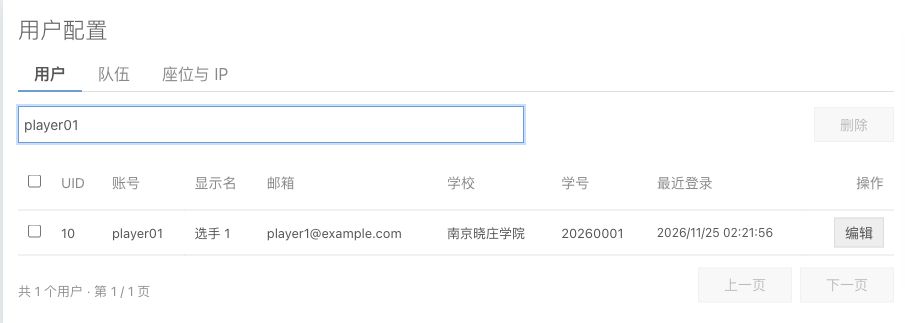 用户配置
用户 队伍 座位与 IP
player01 删除
UID 账号 显示名 邮箱 学校 学号 最近登录 操作
10 player01 选手 1 player1@example.com 南京晓庄学院 20260001 2026/11/25 02:21:56 编辑
共 1 个用户 · 第 1 / 1 页 上一页 下一页